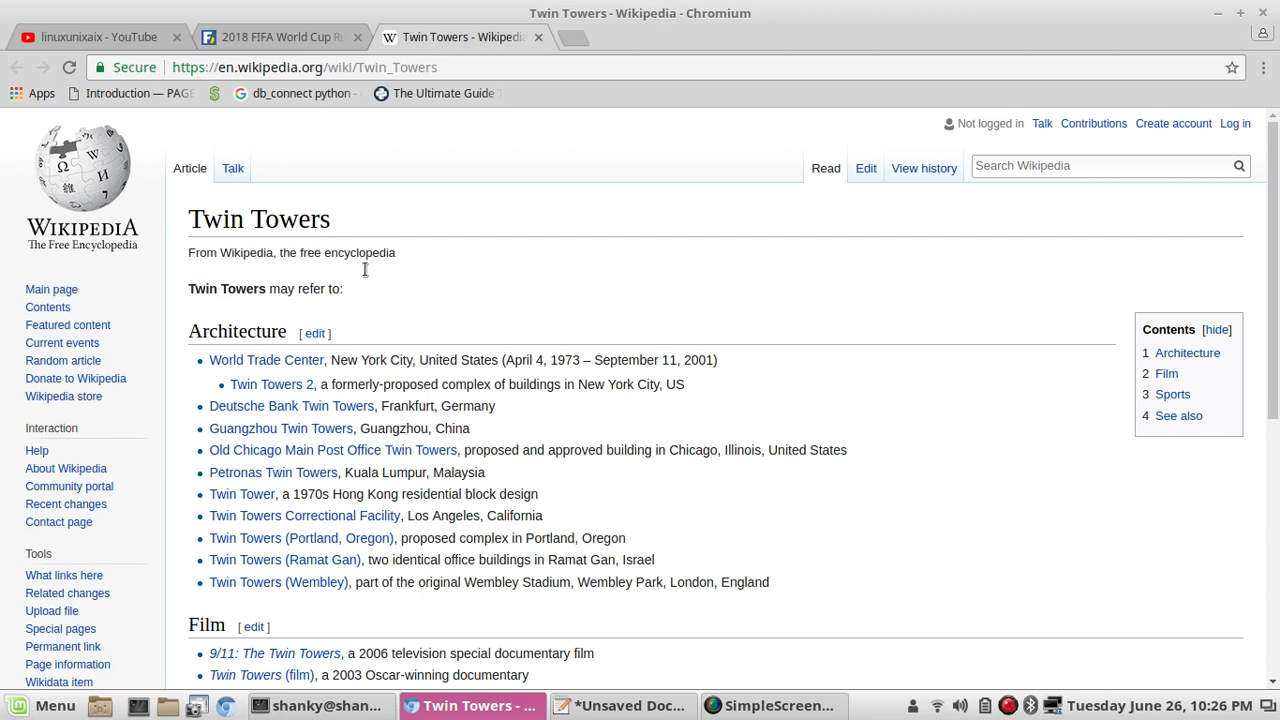 Twin Towers - Wikipedia - Chromium
linuxunixaix - YouTube
2018 FIFA World Cup Ru
Twin Towers - Wikipedia
Secure
https://en.wikipedia.org/wiki/Twin_Towers
Apps
Introduction — PAGE
db_connect python -
The Ultimate Guide T
Not logged in Talk Contributions Create account Log in
Article Talk
Read Edit View history
Search Wikipedia
WIKIPEDIA
The Free Encyclopedia
Main page
Contents
Featured content
Current events
Random article
Donate to Wikipedia
Wikipedia store
Interaction
Help
About Wikipedia
Community portal
Recent changes
Contact page
Tools
What links here
Related changes
Upload file
Special pages
Permanent link
Page information
Wikidata item
Twin Towers
From Wikipedia, the free encyclopedia
Twin Towers may refer to:
Architecture [ edit ]
World Trade Center, New York City, United States (April 4, 1973 – September 11, 2001)
Twin Towers 2, a formerly-proposed complex of buildings in New York City, US
Deutsche Bank Twin Towers, Frankfurt, Germany
Guangzhou Twin Towers, Guangzhou, China
Old Chicago Main Post Office Twin Towers, proposed and approved building in Chicago, Illinois, United States
Petronas Twin Towers, Kuala Lumpur, Malaysia
Twin Tower, a 1970s Hong Kong residential block design
Twin Towers Correctional Facility, Los Angeles, California
Twin Towers (Portland, Oregon), proposed complex in Portland, Oregon
Twin Towers (Ramat Gan), two identical office buildings in Ramat Gan, Israel
Twin Towers (Wembley), part of the original Wembley Stadium, Wembley Park, London, England
Film [ edit ]
9/11: The Twin Towers, a 2006 television special documentary film
Twin Towers (film), a 2003 Oscar-winning documentary
Contents [hide]
1 Architecture
2 Film
3 Sports
4 See also
Menu
shanky@shan...
Twin Towers - ...
*Unsaved Doc...
SimpleScreen...
Tuesday June 26, 10:26 PM